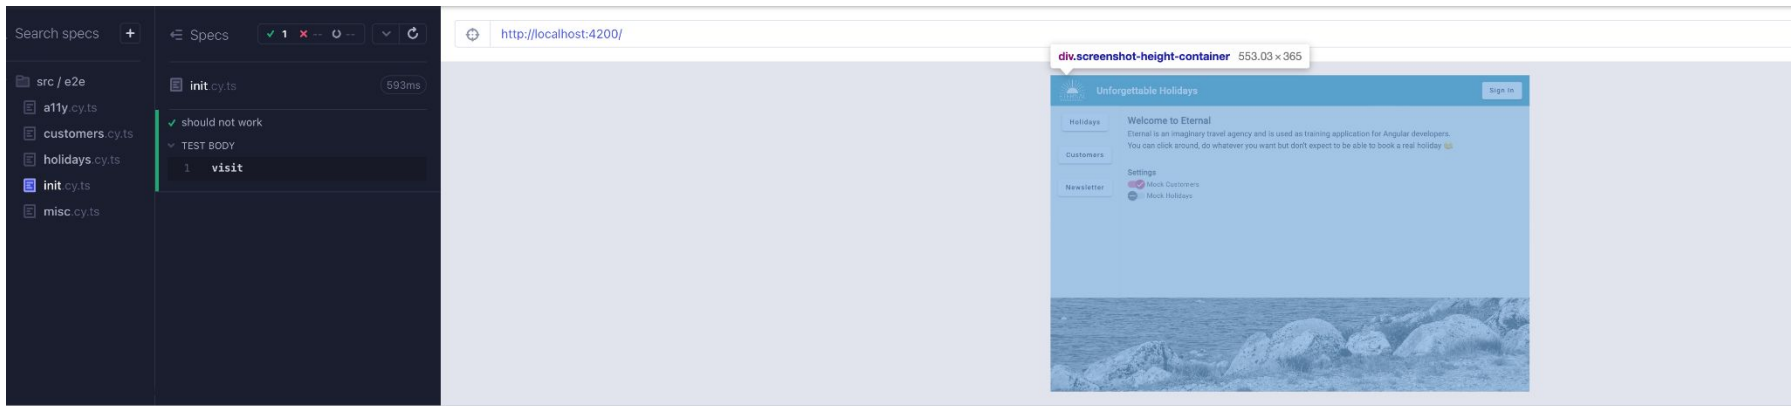 Search specs +
Specs
1 -- --
http://localhost:4200/
div.screenshot-height-container 553.03 × 365
src / e2e
a11y.cy.ts
customers.cy.ts
holidays.cy.ts
init.cy.ts
misc.cy.ts
init.cy.ts 593ms
should not work
TEST BODY
1 visit
Unforgettable Holidays
Sign In
Holidays
Customers
Newsletter
Welcome to Eternal
Eternal is an imaginary travel agency and is used as training application for Angular developers.
You can click around, do whatever you want but don't expect to be able to book a real holiday 😂
Settings
Mock Customers
Mock Holidays